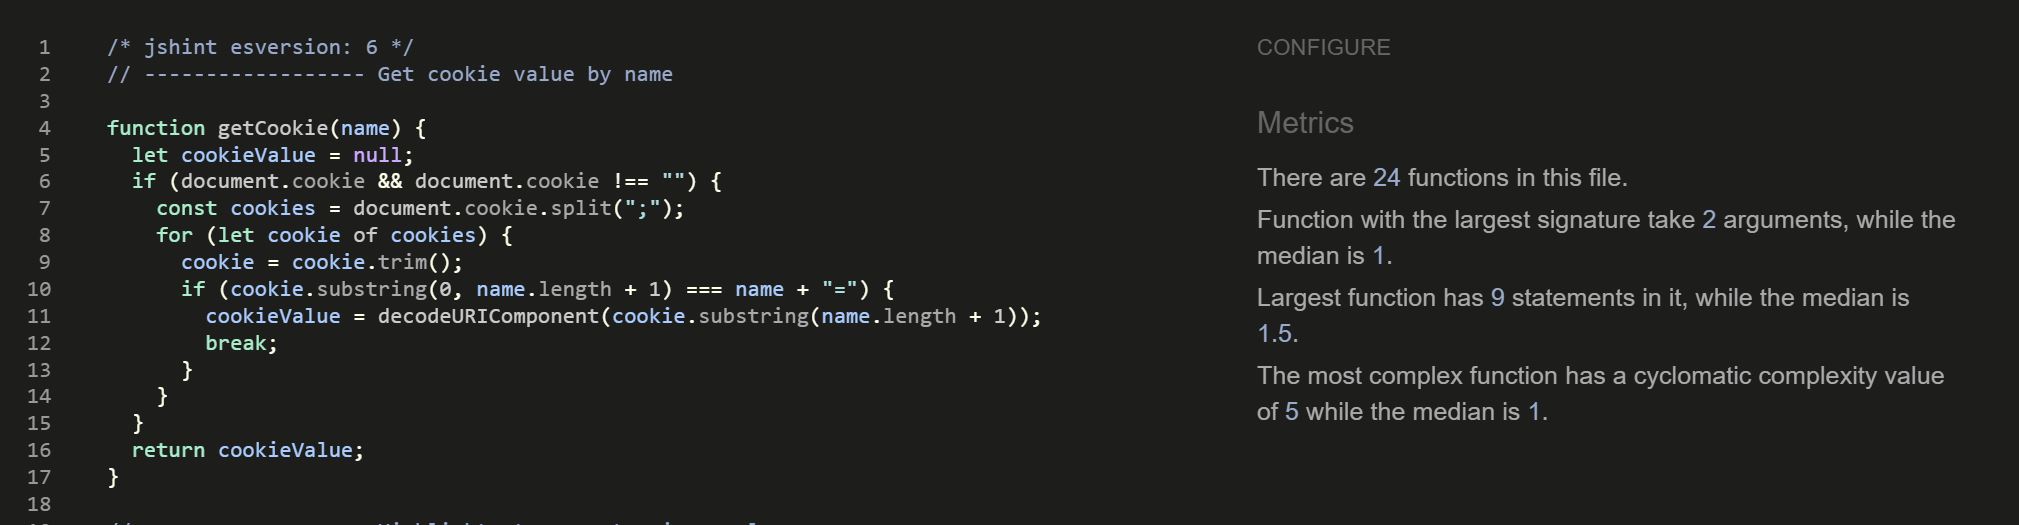 1 /* jshint esversion: 6 */
2 // ------------------ Get cookie value by name
3
4 function getCookie(name) {
5   let cookieValue = null;
6   if (document.cookie && document.cookie !== "") {
7     const cookies = document.cookie.split(";");
8     for (let cookie of cookies) {
9       cookie = cookie.trim();
10       if (cookie.substring(0, name.length + 1) === name + "=") {
11         cookieValue = decodeURIComponent(cookie.substring(name.length + 1));
12         break;
13       }
14     }
15   }
16   return cookieValue;
17 }
18
CONFIGURE
Metrics
There are 24 functions in this file.
Function with the largest signature take 2 arguments, while the
median is 1.
Largest function has 9 statements in it, while the median is
1.5.
The most complex function has a cyclomatic complexity value
of 5 while the median is 1.